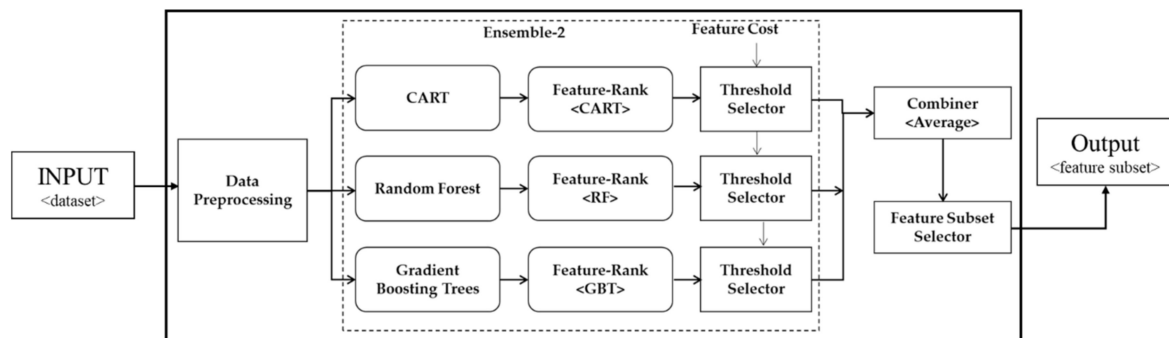 Ensemble-2
Feature Cost
INPUT
<dataset>
Data
Preprocessing
CART
Feature-Rank
<CART>
Threshold
Selector
Random Forest
Feature-Rank
<RF>
Threshold
Selector
Gradient
Boosting Trees
Feature-Rank
<GBT>
Threshold
Selector
Combiner
<Average>
Feature Subset
Selector
Output
<feature subset>